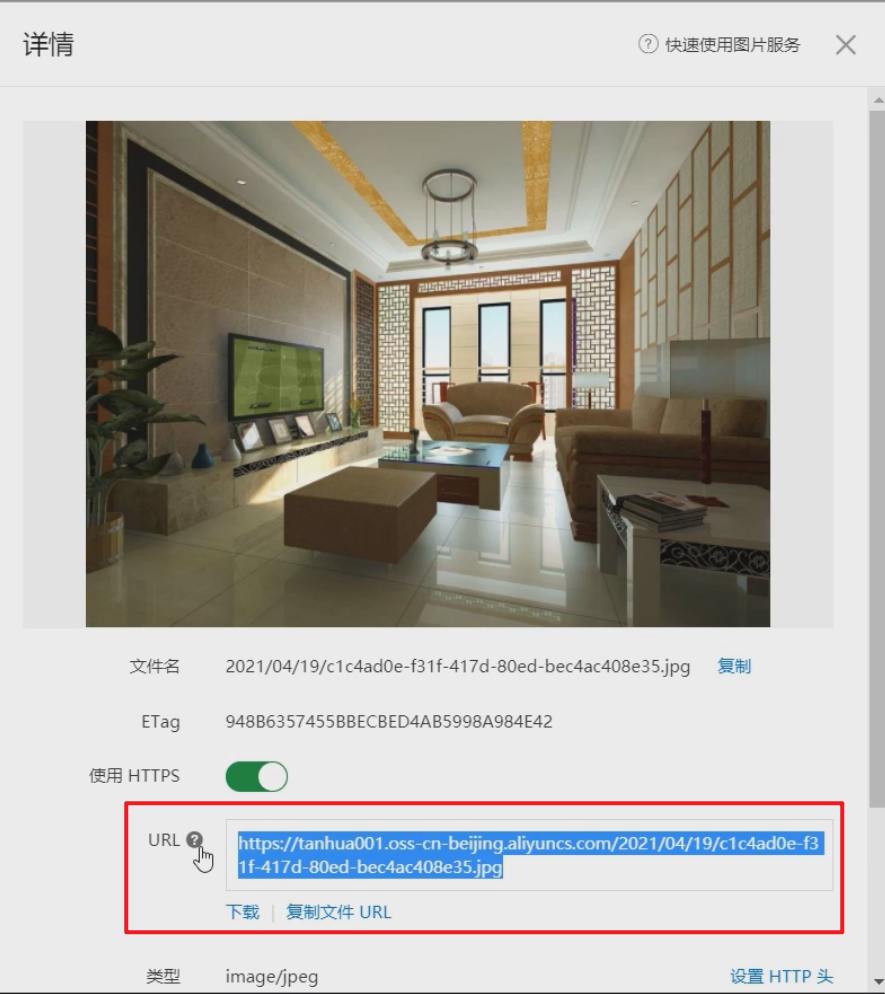 详情
快速使用图片服务
文件名 2021/04/19/c1c4ad0e-f31f-417d-80ed-bec4ac408e35.jpg 复制
ETag 948B6357455BBECBED4AB5998A984E42
使用 HTTPS
URL https://tanhua001.oss-cn-beijing.aliyuncs.com/2021/04/19/c1c4ad0e-f3
1f-417d-80ed-bec4ac408e35.jpg
下载 | 复制文件 URL
类型 image/jpeg 设置 HTTP 头